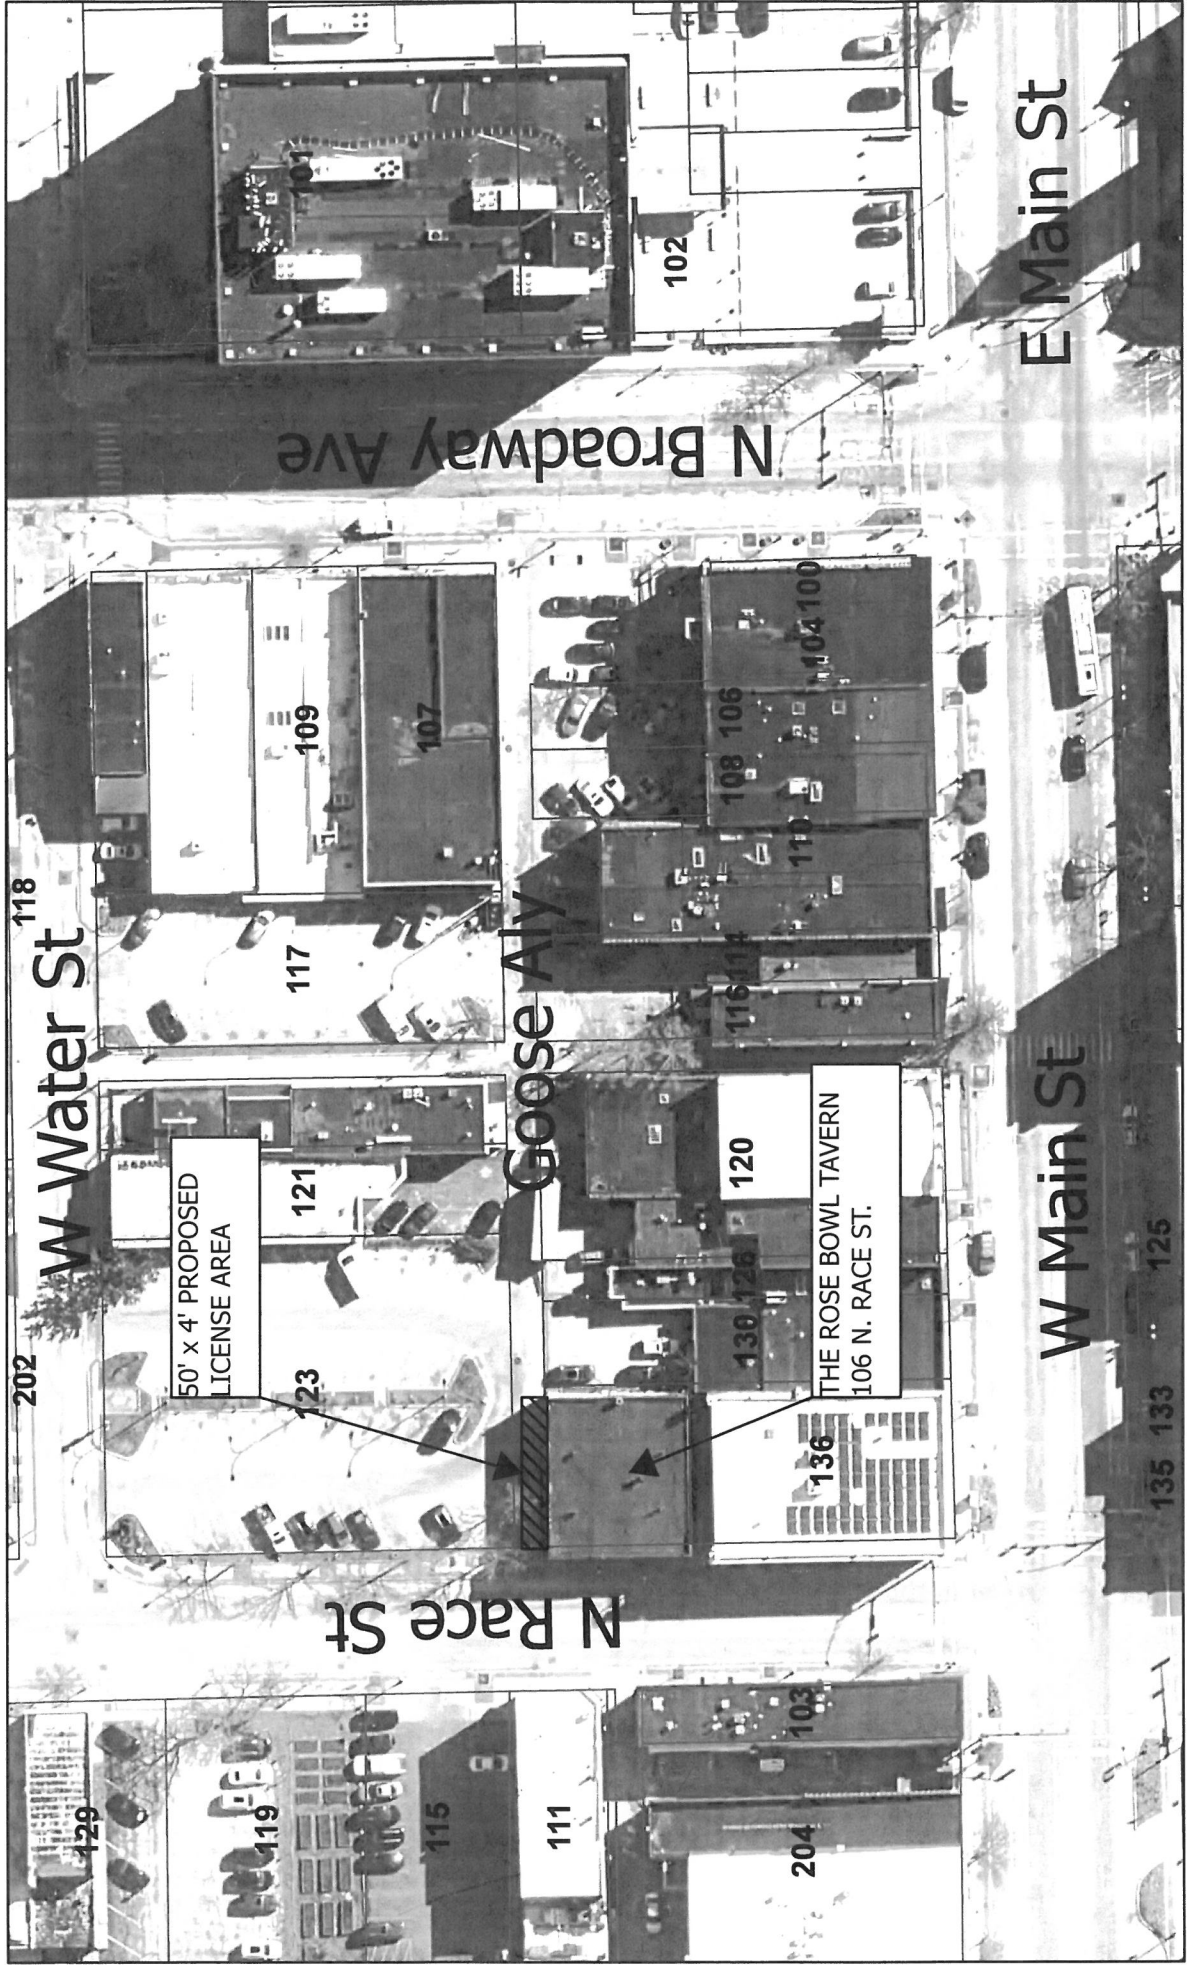 W Water St
118
202
N Broadway Ave
E Main St
101
102
109
107
117
121
123
50' x 4' PROPOSED
LICENSE AREA
Goose Aly
100
104
106
108
110
114
116
120
126
130
136
THE ROSE BOWL TAVERN
106 N. RACE ST.
N Race St
W Main St
125
133
135
129
119
115
111
103
204